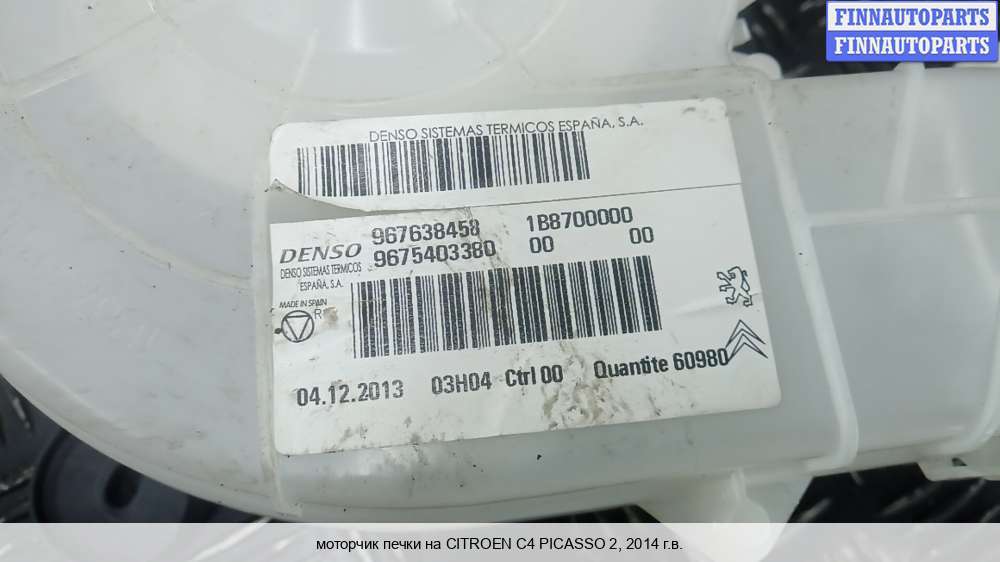 FINNAUTOPARTS
FINNAUTOPARTS
DENSO SISTEMAS TERMICOS ESPAÑA, S.A.
DENSO 967638458 1B8700000
9675403380 00 00
DENSO SISTEMAS TERMICOS
ESPAÑA, S.A.
MADE IN SPAIN
R
04.12.2013 03H04 Ctrl 00 Quantite 60980
моторчик печки на CITROEN C4 PICASSO 2, 2014 г.в.